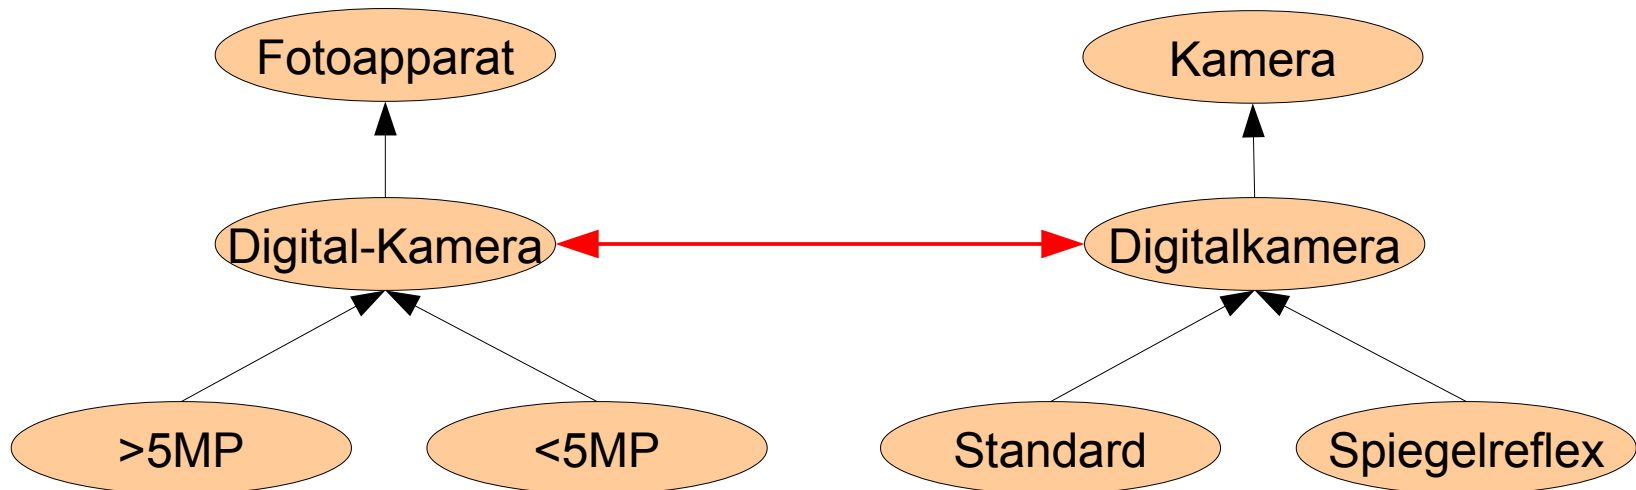 Fotoapparat
Kamera
Digital-Kamera
Digitalkamera
>5MP
<5MP
Standard
Spiegelreflex